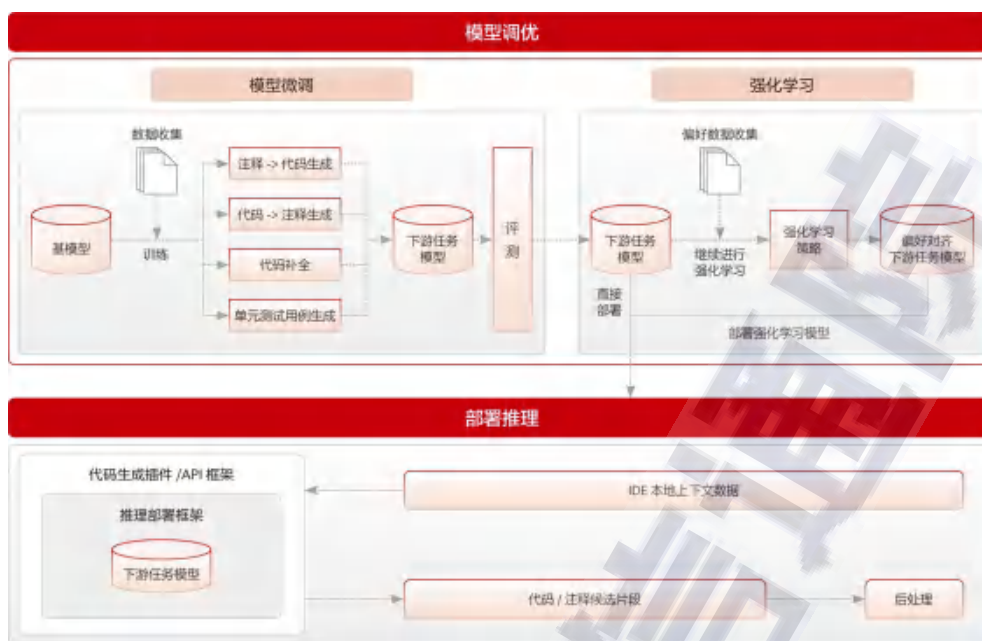 模型调优
模型微调
强化学习
数据收集
偏好数据收集
注释 -> 代码生成
代码 -> 注释生成
代码补全
单元测试用例生成
基模型
训练
下游任务
模型
评
测
下游任务
模型
继续进行
强化学习
强化学习
策略
偏好对齐
下游任务模型
直接
部署
部署强化学习模型
部署推理
代码生成插件 /API 框架
推理部署框架
下游任务模型
IDE 本地上下文数据
代码 / 注释候选片段
后处理